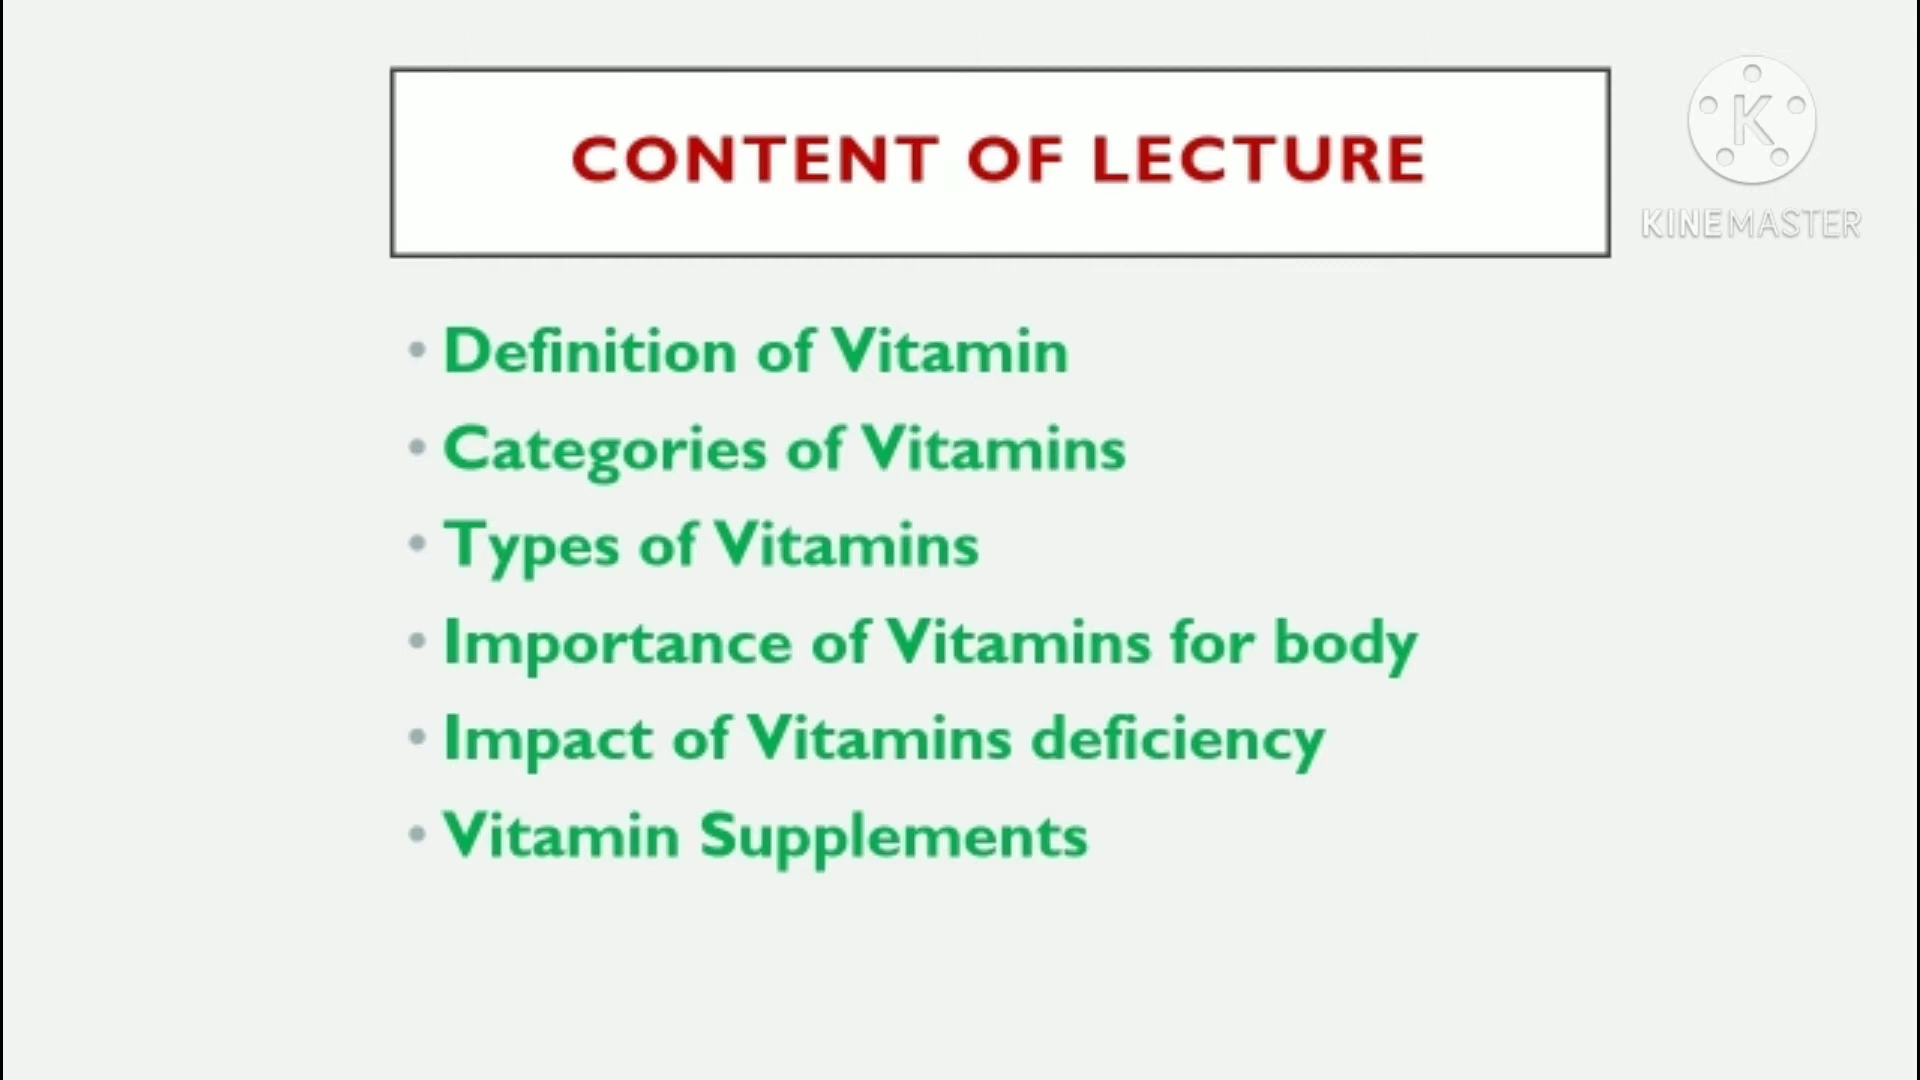 CONTENT OF LECTURE
K
KINEMASTER
• Definition of Vitamin
• Categories of Vitamins
• Types of Vitamins
• Importance of Vitamins for body
• Impact of Vitamins deficiency
• Vitamin Supplements